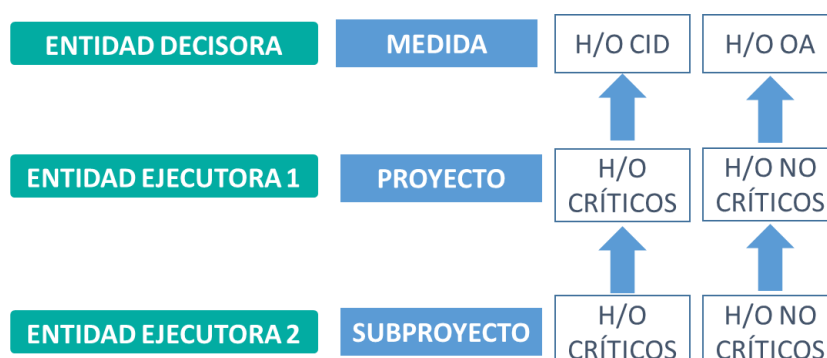 ENTIDAD DECISORA
MEDIDA
H/O CID
H/O OA
ENTIDAD EJECUTORA 1
PROYECTO
H/O
CRÍTICOS
H/O NO
CRÍTICOS
ENTIDAD EJECUTORA 2
SUBPROYECTO
H/O
CRÍTICOS
H/O NO
CRÍTICOS